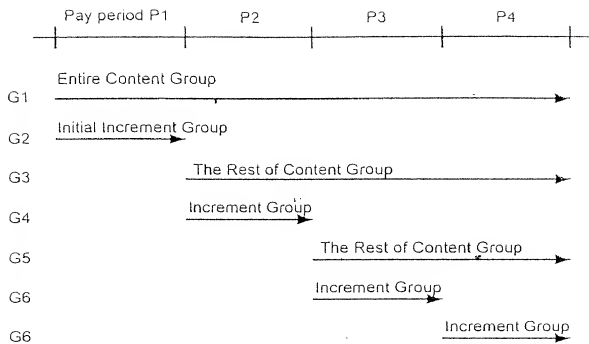 Pay period P1 P2 P3 P4
Entire Content Group
G1
G2 Initial Increment Group
The Rest of Content Group
G3
Increment Group
G4
The Rest of Content Group
G5
Increment Group
G6
Increment Group
G6